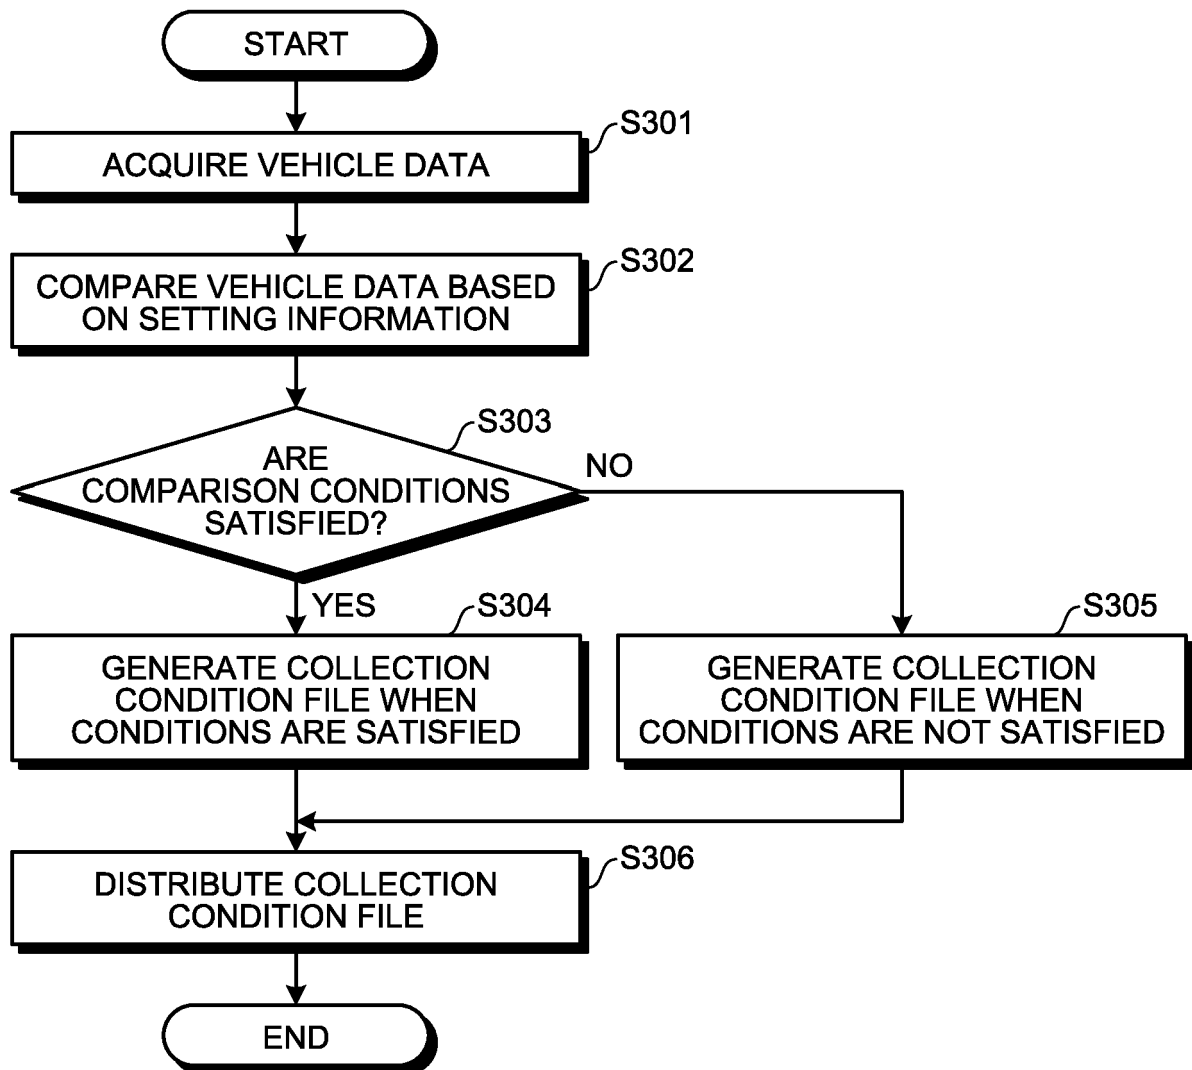 START
S301
ACQUIRE VEHICLE DATA
S302
COMPARE VEHICLE DATA BASED
ON SETTING INFORMATION
S303
ARE
COMPARISON CONDITIONS
SATISFIED?
NO
YES
S304
GENERATE COLLECTION
CONDITION FILE WHEN
CONDITIONS ARE SATISFIED
S305
GENERATE COLLECTION
CONDITION FILE WHEN
CONDITIONS ARE NOT SATISFIED
S306
DISTRIBUTE COLLECTION
CONDITION FILE
END